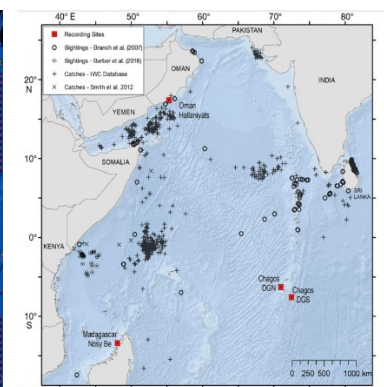 40° E
50°
60°
70°
80°
Recording Sites
Sightings - Branch et al. (2007)
Sightings - Barber et al. (2016)
Catches - IWC Database
Catches - Smith et al. 2012
PAKISTAN
OMAN
INDIA
20°
N
YEMEN
Oman
Hallaniyats
SOMALIA
10°
SRI
LANKA
KENYA
0°
Chagos
DGN
Chagos
DGS
10°
S
Madagascar
Nosy Be
0 250 500 1000 km